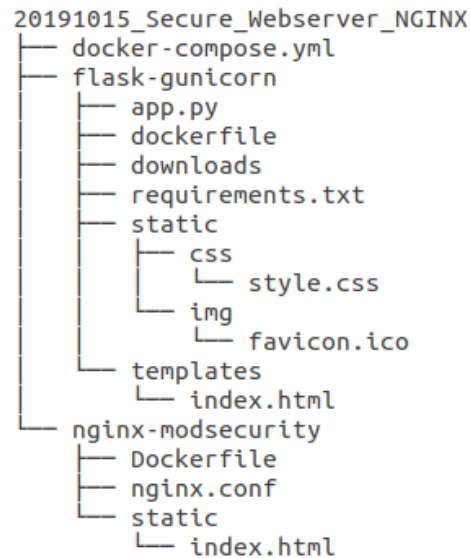 20191015_Secure_Webserver_NGINX
├── docker-compose.yml
├── flask-gunicorn
│   ├── app.py
│   ├── dockerfile
│   ├── downloads
│   ├── requirements.txt
│   ├── static
│   │   ├── css
│   │   │   └── style.css
│   │   └── img
│   │       └── favicon.ico
│   └── templates
│       └── index.html
└── nginx-modsecurity
    ├── Dockerfile
    ├── nginx.conf
    └── static
        └── index.html